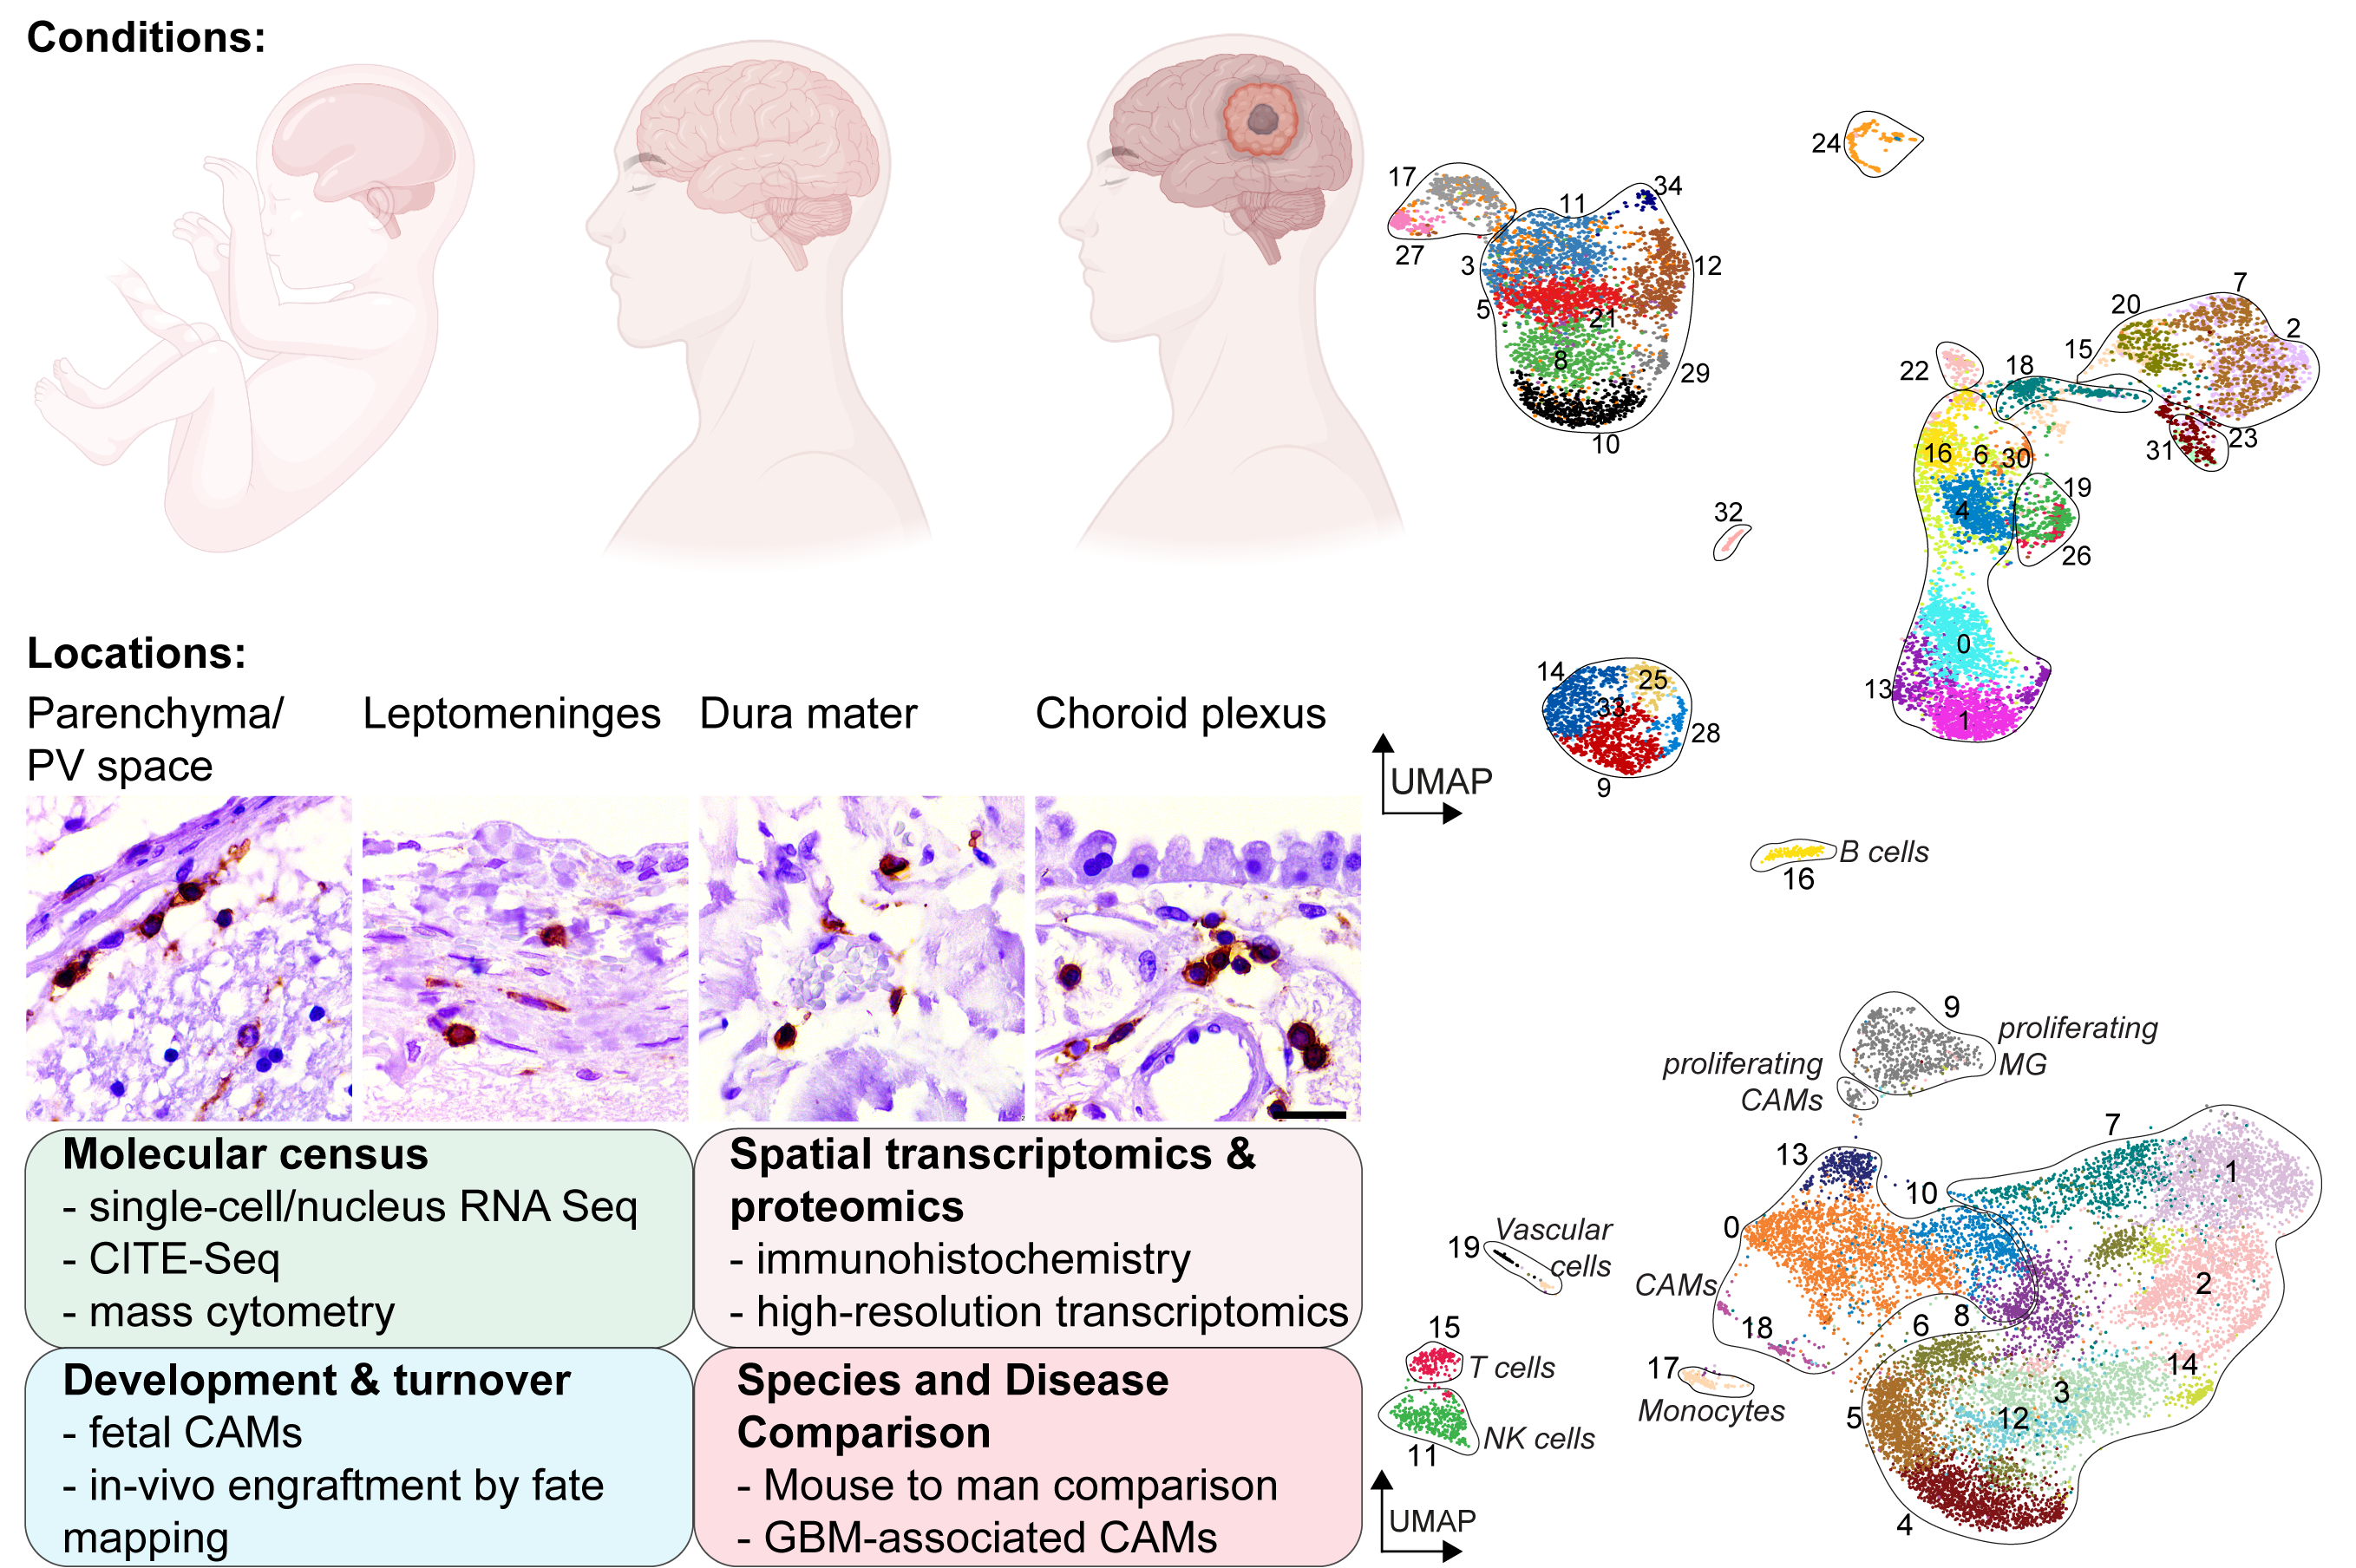 Conditions:
Locations:
Parenchyma/
PV space
Leptomeninges
Dura mater
Choroid plexus
Molecular census
- single-cell/nucleus RNA Seq
- CITE-Seq
- mass cytometry
Spatial transcriptomics &
proteomics
- immunohistochemistry
- high-resolution transcriptomics
Development & turnover
- fetal CAMs
- in-vivo engraftment by fate
mapping
Species and Disease
Comparison
- Mouse to man comparison
- GBM-associated CAMs
24
17
34
11
27
3
12
5
21
8
29
10
7
20
2
15
18
22
23
31
16 6 30
19
4
26
32
0
13
1
14
25
33
28
9
UMAP
B cells
16
9
proliferating
MG
proliferating
CAMs
7
13
1
10
0
Vascular
cells
19
CAMs
2
8
6
18
15
T cells
17
Monocytes
14
3
12
5
NK cells
11
4
UMAP